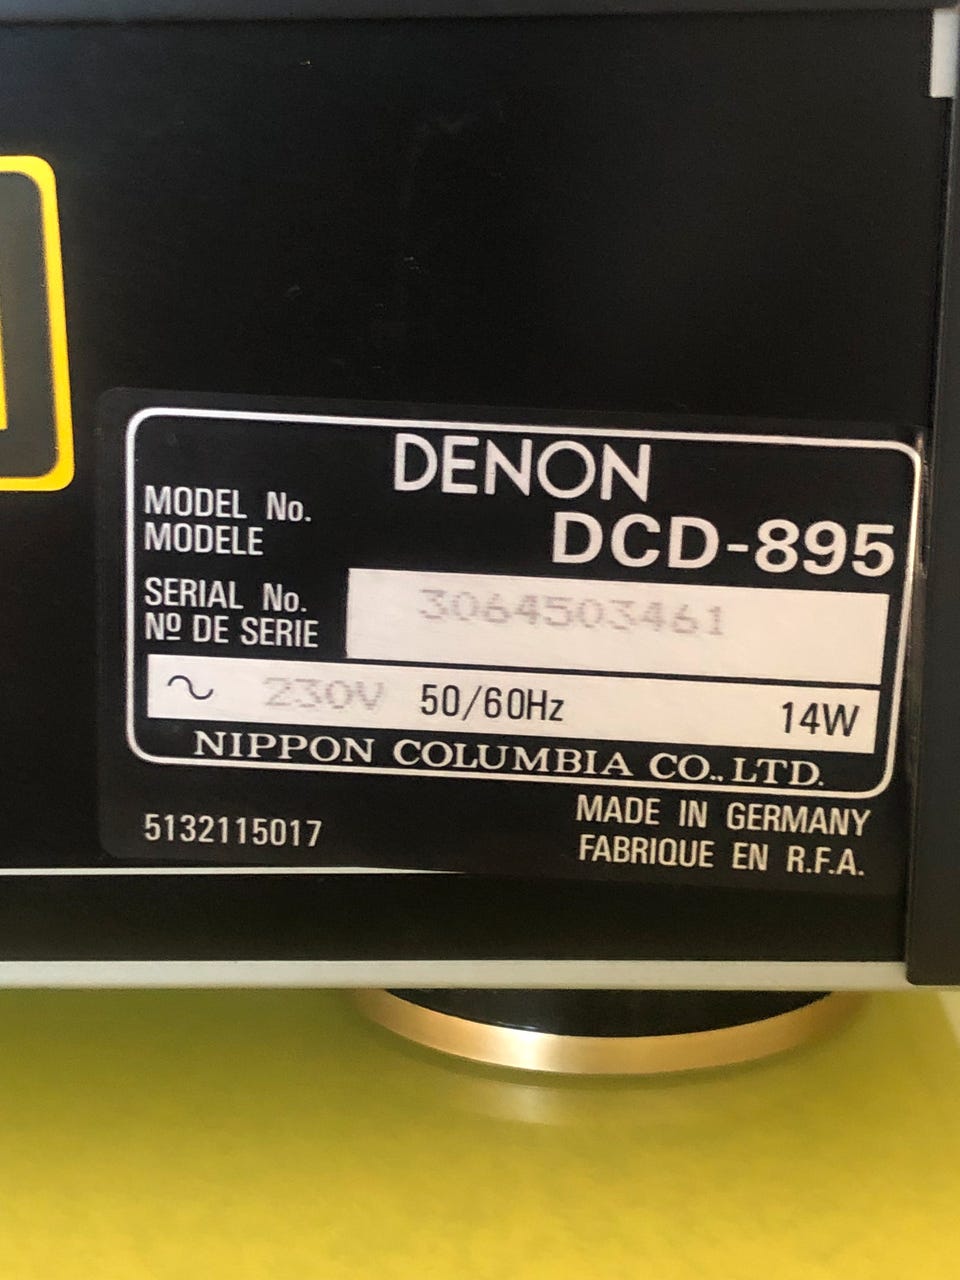 DENON
MODEL No.
MODELE
DCD-895
SERIAL No.
Nº DE SERIE
3064503461
~ 230V 50/60Hz 14W
NIPPON COLUMBIA CO., LTD.
5132115017
MADE IN GERMANY
FABRIQUE EN R.F.A.